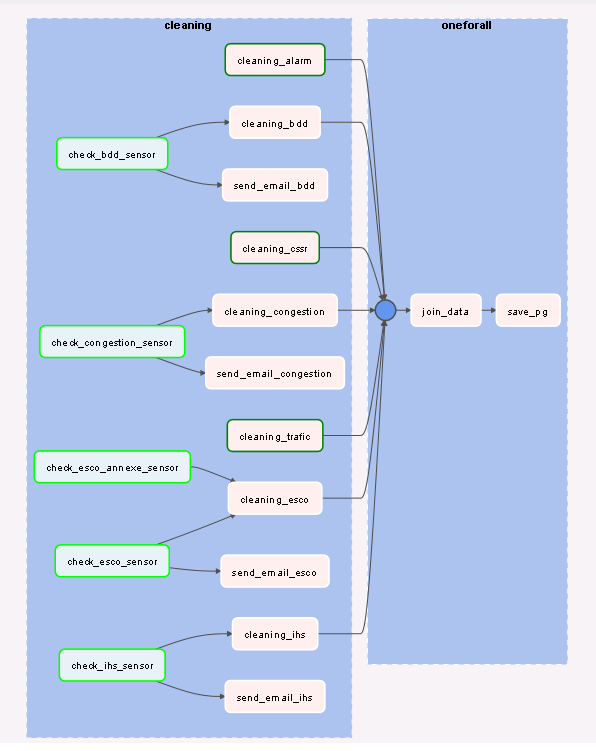 cleaning
oneforall
cleaning_alarm
cleaning_bdd
check_bdd_sensor
send_email_bdd
cleaning_cssr
cleaning_congestion
join_data
save_pg
check_congestion_sensor
send_email_congestion
cleaning_trafic
check_esco_annexe_sensor
cleaning_esco
check_esco_sensor
send_email_esco
cleaning_ihs
check_ihs_sensor
send_email_ihs